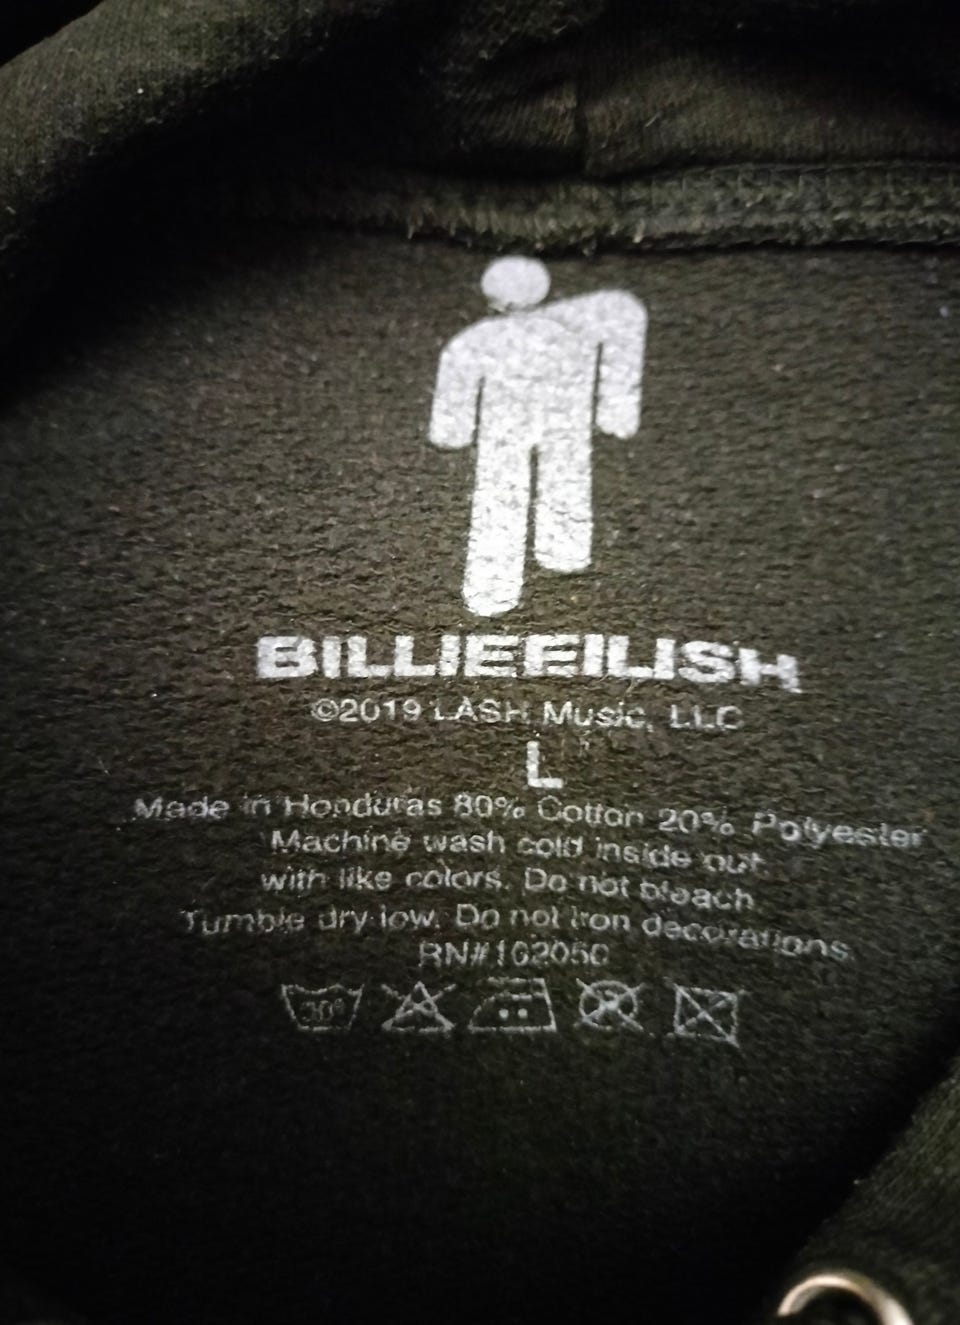 BILLIEEILISH
©2019 LASH Music, LLC
L
Made in Honduras 80% Cotton 20% Polyester
Machine wash cold inside out
with like colors. Do not bleach
Tumble dry low. Do not iron decorations.
RN#102050
30°